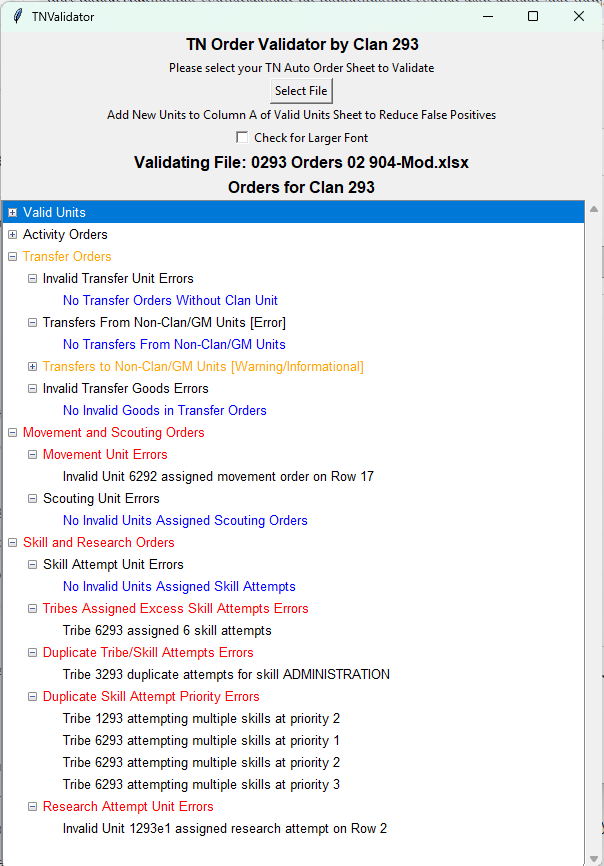 TNValidator
TN Order Validator by Clan 293
Please select your TN Auto Order Sheet to Validate
Select File
Add New Units to Column A of Valid Units Sheet to Reduce False Positives
Check for Larger Font
Validating File: 0293 Orders 02 904-Mod.xlsx
Orders for Clan 293
Valid Units
Activity Orders
Transfer Orders
Invalid Transfer Unit Errors
No Transfer Orders Without Clan Unit
Transfers From Non-Clan/GM Units [Error]
No Transfers From Non-Clan/GM Units
Transfers to Non-Clan/GM Units [Warning/Informational]
Invalid Transfer Goods Errors
No Invalid Goods in Transfer Orders
Movement and Scouting Orders
Movement Unit Errors
Invalid Unit 6292 assigned movement order on Row 17
Scouting Unit Errors
No Invalid Units Assigned Scouting Orders
Skill and Research Orders
Skill Attempt Unit Errors
No Invalid Units Assigned Skill Attempts
Tribes Assigned Excess Skill Attempts Errors
Tribe 6293 assigned 6 skill attempts
Duplicate Tribe/Skill Attempts Errors
Tribe 3293 duplicate attempts for skill ADMINISTRATION
Duplicate Skill Attempt Priority Errors
Tribe 1293 attempting multiple skills at priority 2
Tribe 6293 attempting multiple skills at priority 1
Tribe 6293 attempting multiple skills at priority 2
Tribe 6293 attempting multiple skills at priority 3
Research Attempt Unit Errors
Invalid Unit 1293e1 assigned research attempt on Row 2